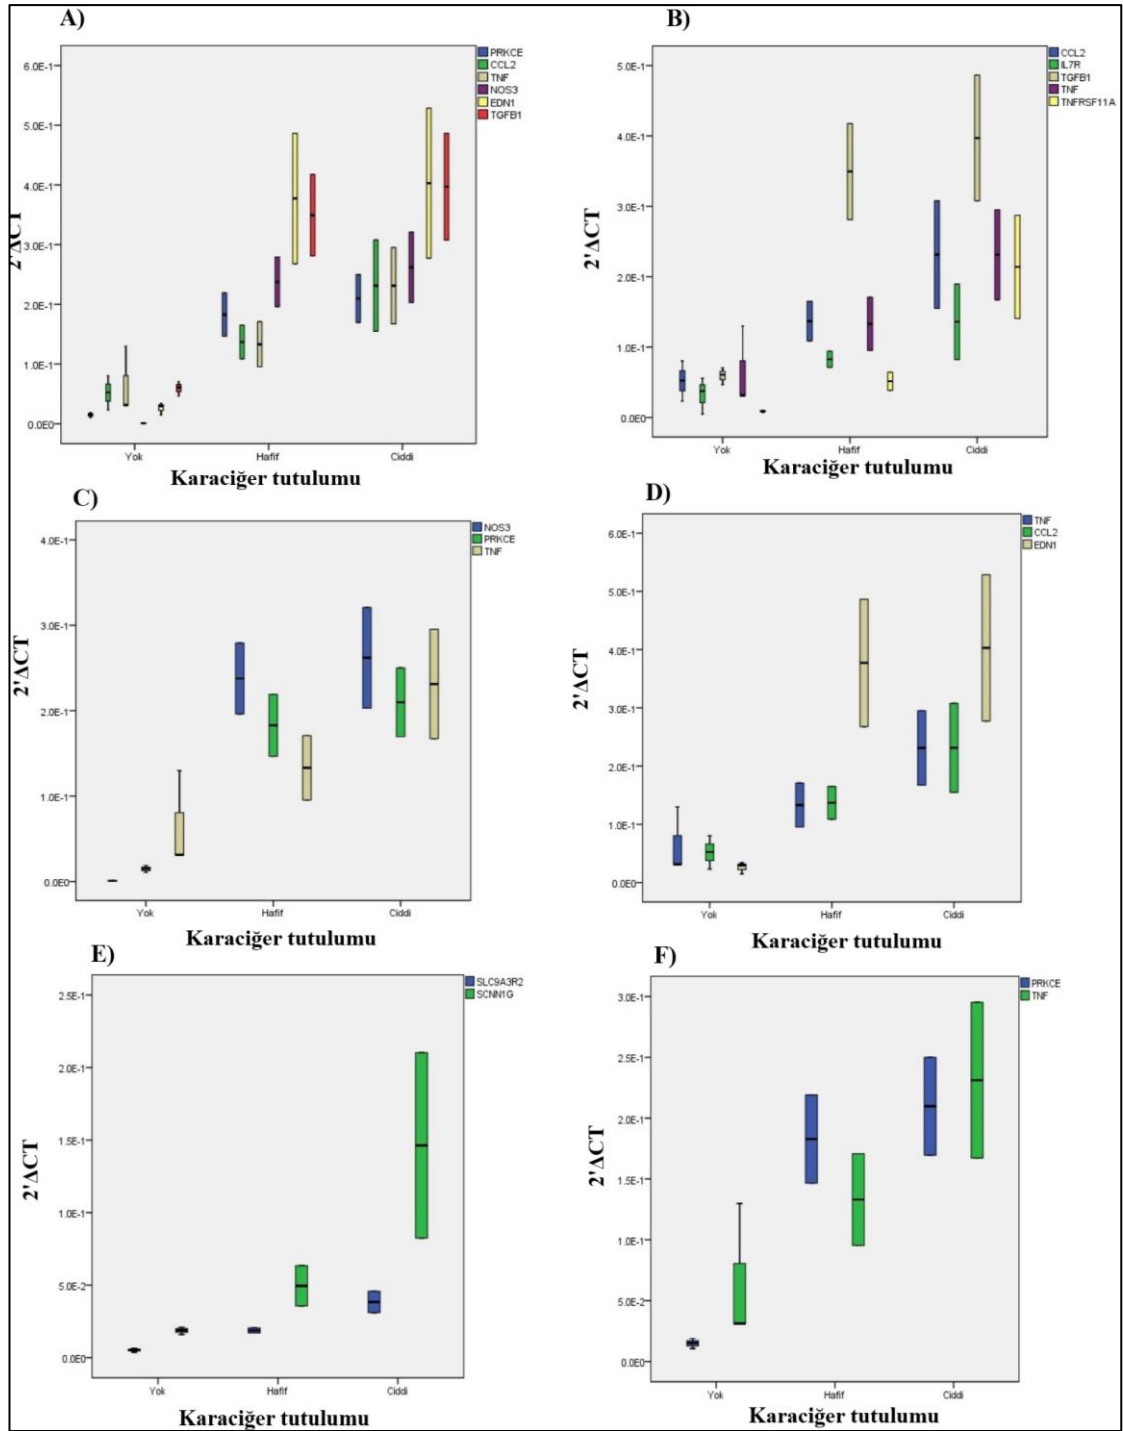 A)
PRKCE
CCL2
TNF
NOS3
EDN1
TGFB1
6.0E-1
5.0E-1
4.0E-1
3.0E-1
2.0E-1
1.0E-1
0.0E0
2'ΔCT
Yok Hafif Ciddi
Karaciğer tutulumu
B)
CCL2
IL7R
TGFB1
TNF
TNFRSF11A
5.0E-1
4.0E-1
3.0E-1
2.0E-1
1.0E-1
0.0E0
2'ΔCT
Yok Hafif Ciddi
Karaciğer tutulumu
C)
NOS3
PRKCE
TNF
4.0E-1
3.0E-1
2.0E-1
1.0E-1
0.0E0
2'ΔCT
Yok Hafif Ciddi
Karaciğer tutulumu
D)
TNF
CCL2
EDN1
6.0E-1
5.0E-1
4.0E-1
3.0E-1
2.0E-1
1.0E-1
0.0E0
2'ΔCT
Yok Hafif Ciddi
Karaciğer tutulumu
E)
SLC9A3R2
SCNN1G
2.5E-1
2.0E-1
1.5E-1
1.0E-1
5.0E-2
0.0E0
2'ΔCT
Yok Hafif Ciddi
Karaciğer tutulumu
F)
PRKCE
TNF
3.0E-1
2.5E-1
2.0E-1
1.5E-1
1.0E-1
5.0E-2
0.0E0
2'ΔCT
Yok Hafif Ciddi
Karaciğer tutulumu